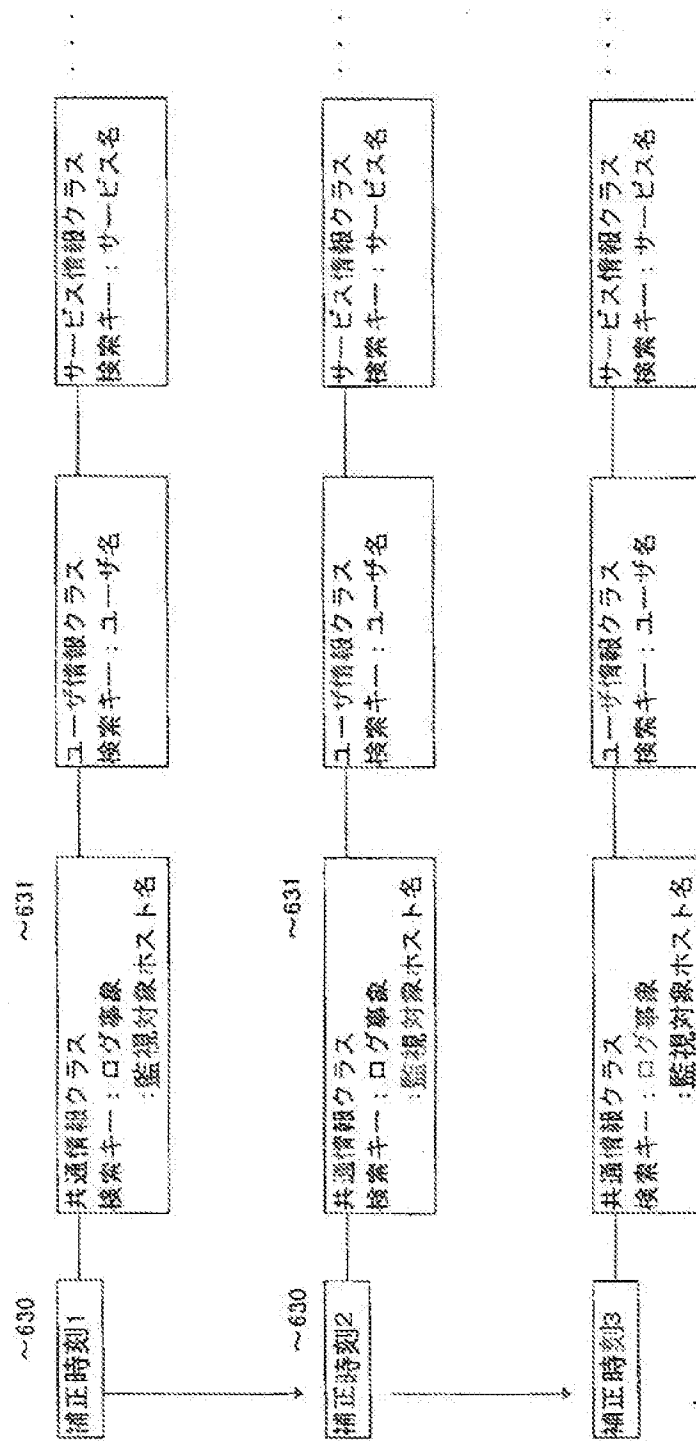 ～630
～631
補正時刻1
共通情報クラス
検索キー：ログ事象
：監視対象ホスト名
ユーザ情報クラス
検索キー：ユーザ名
サービス情報クラス
検索キー：サービス名
・・・
～630
～631
補正時刻2
共通情報クラス
検索キー：ログ事象
：監視対象ホスト名
ユーザ情報クラス
検索キー：ユーザ名
サービス情報クラス
検索キー：サービス名
・・・
補正時刻3
共通情報クラス
検索キー：ログ事象
：監視対象ホスト名
ユーザ情報クラス
検索キー：ユーザ名
サービス情報クラス
検索キー：サービス名
・・・